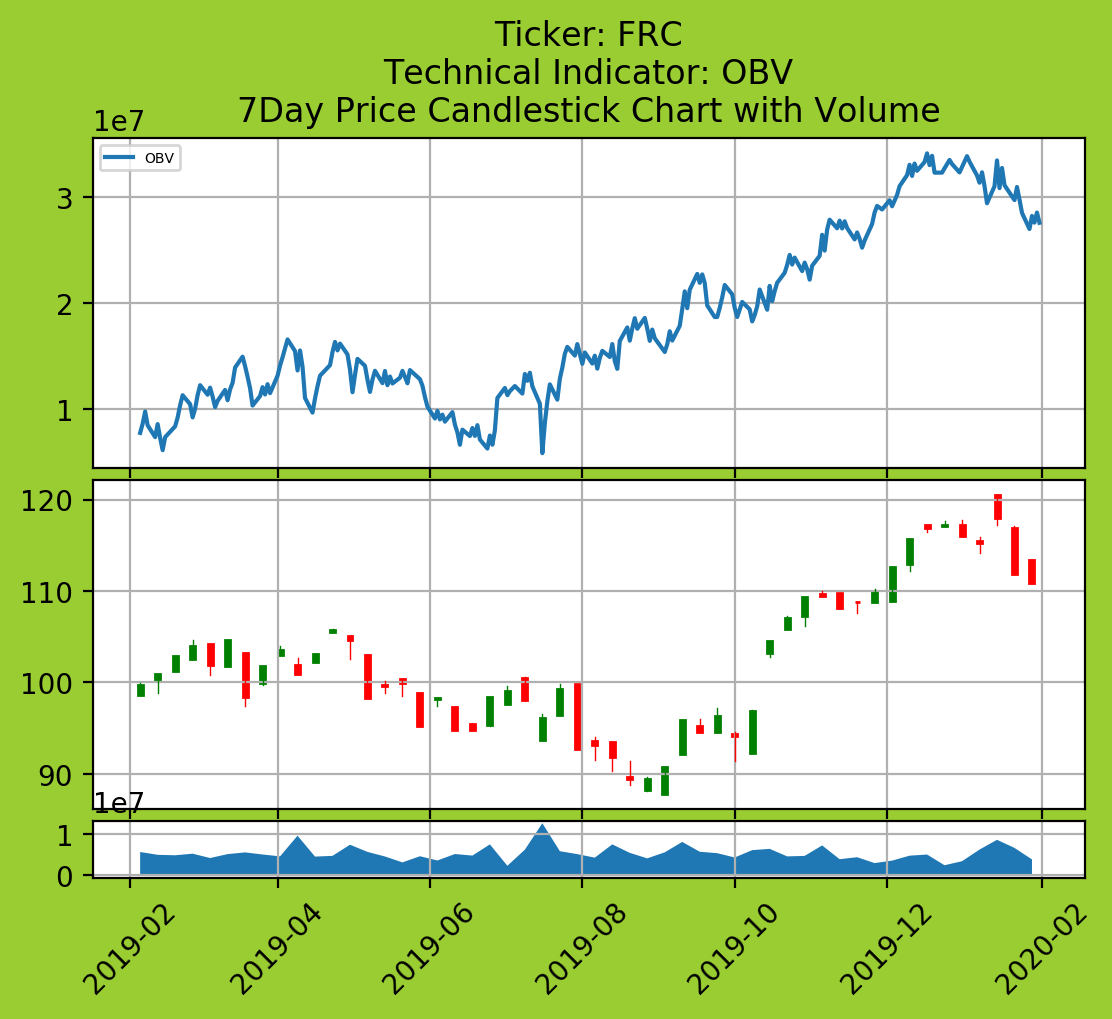 Ticker: FRC
Technical Indicator: OBV
7Day Price Candlestick Chart with Volume
1e7
OBV
3
2
1
120
110
100
90
1e7
1
0
2019-02
2019-04
2019-06
2019-08
2019-10
2019-12
2020-02